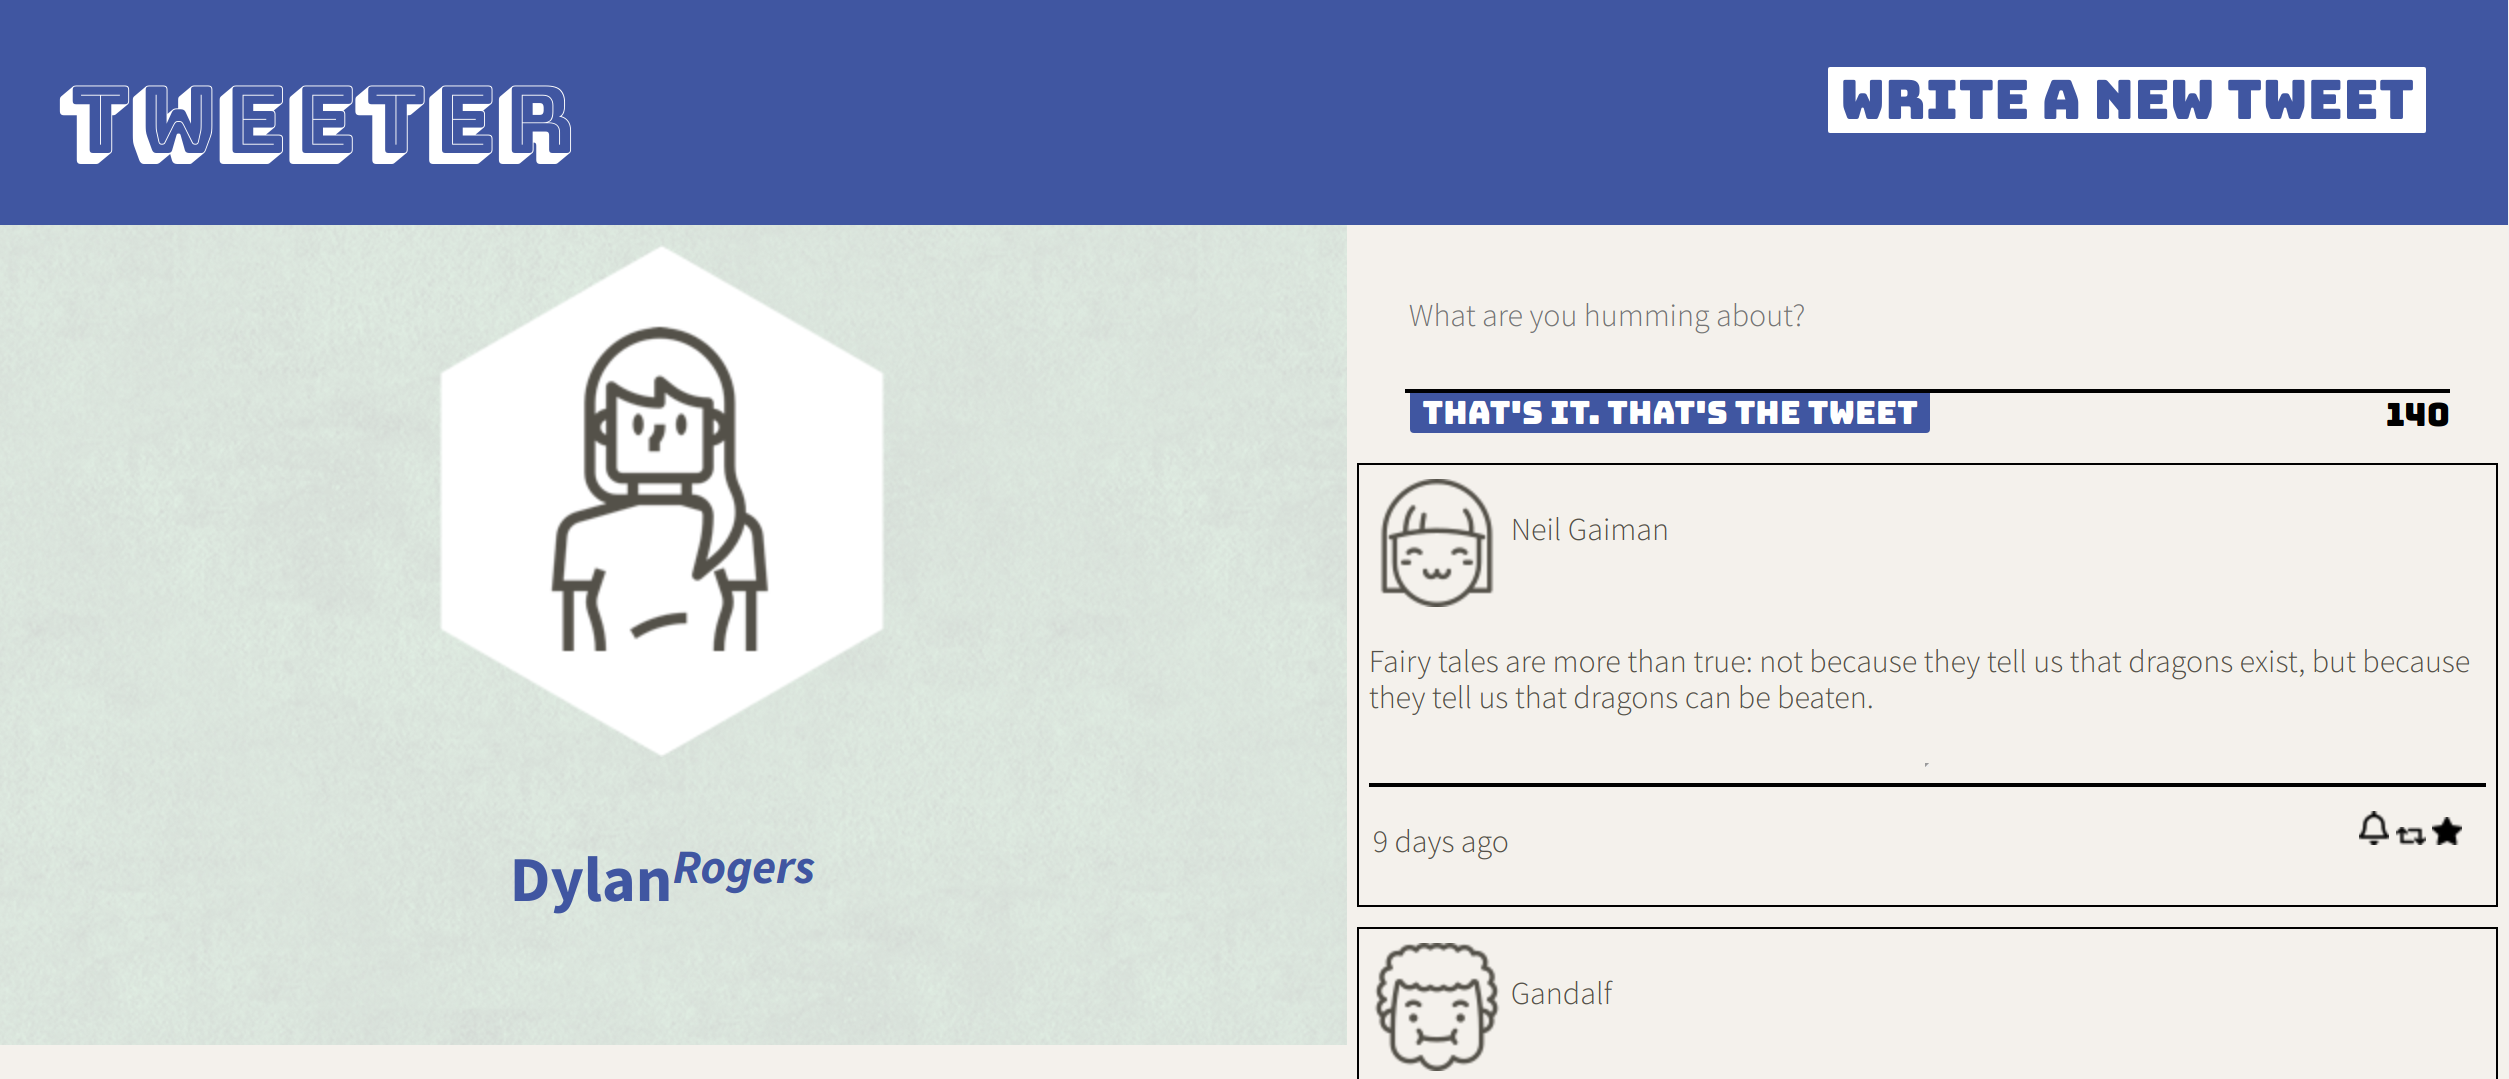 TWEETER
WRITE A NEW TWEET
DylanRogers
What are you humming about?
THAT'S IT. THAT'S THE TWEET
140
Neil Gaiman
Fairy tales are more than true: not because they tell us that dragons exist, but because
they tell us that dragons can be beaten.
9 days ago
Gandalf